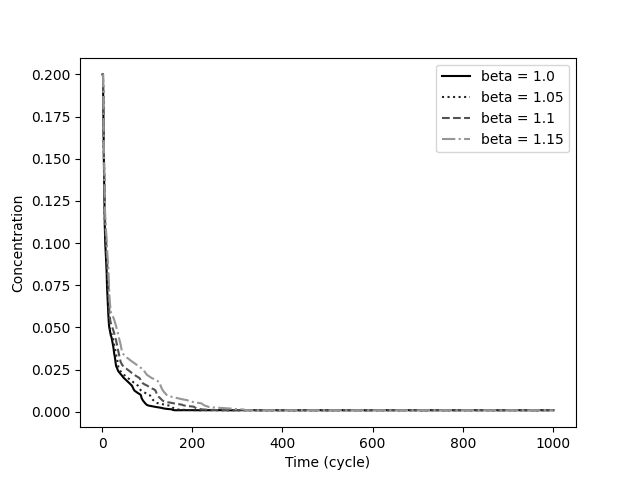 0.200
0.175
0.150
0.125
0.100
0.075
0.050
0.025
0.000
Concentration
0 200 400 600 800 1000
Time (cycle)
beta = 1.0
beta = 1.05
beta = 1.1
beta = 1.15